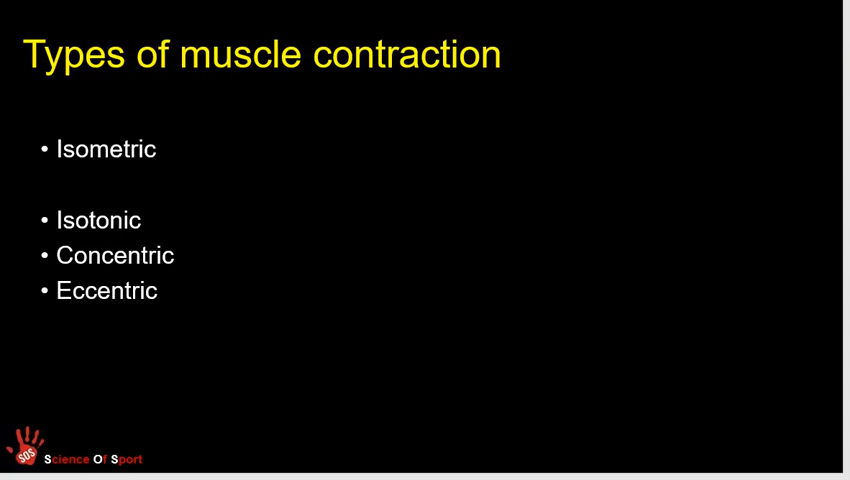 Types of muscle contraction
• Isometric
• Isotonic
• Concentric
• Eccentric
SOS
Science Of Sport